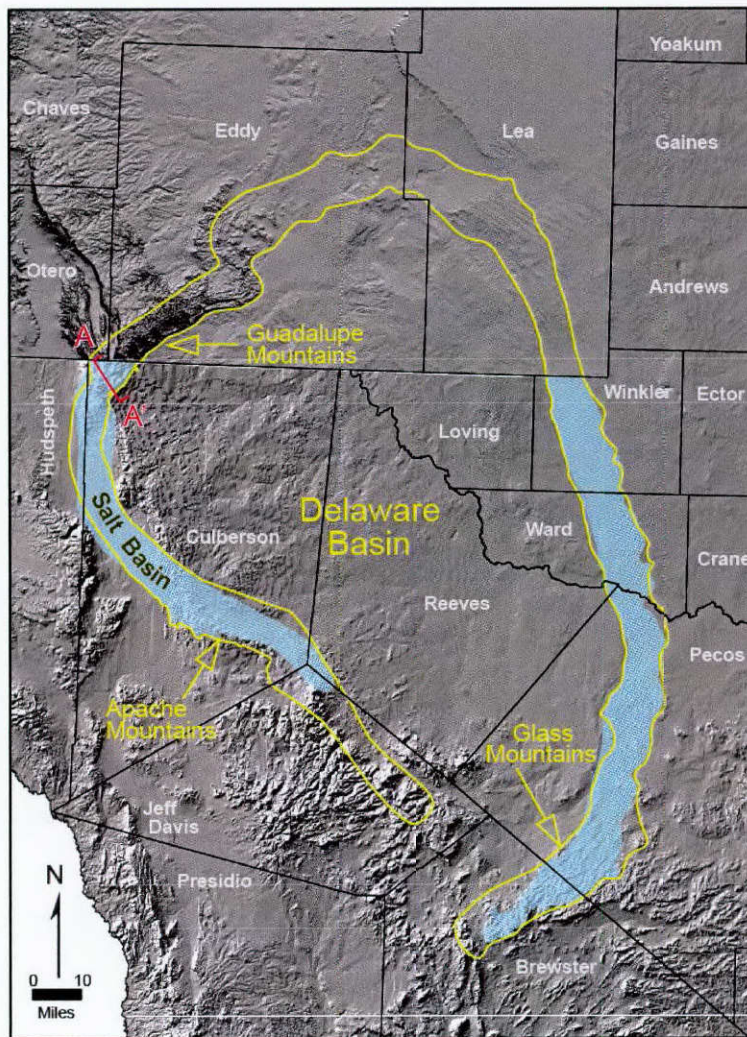 Yoakum
Chaves
Eddy
Lea
Gaines
Otero
Andrews
A
Guadalupe
Mountains
A'
Winkler
Ector
Hudspeth
Loving
Salt Basin
Culberson
Delaware
Basin
Ward
Crane
Reeves
Pecos
Apache
Mountains
Glass
Mountains
Jeff
Davis
Presidio
N
0 10
Miles
Brewster